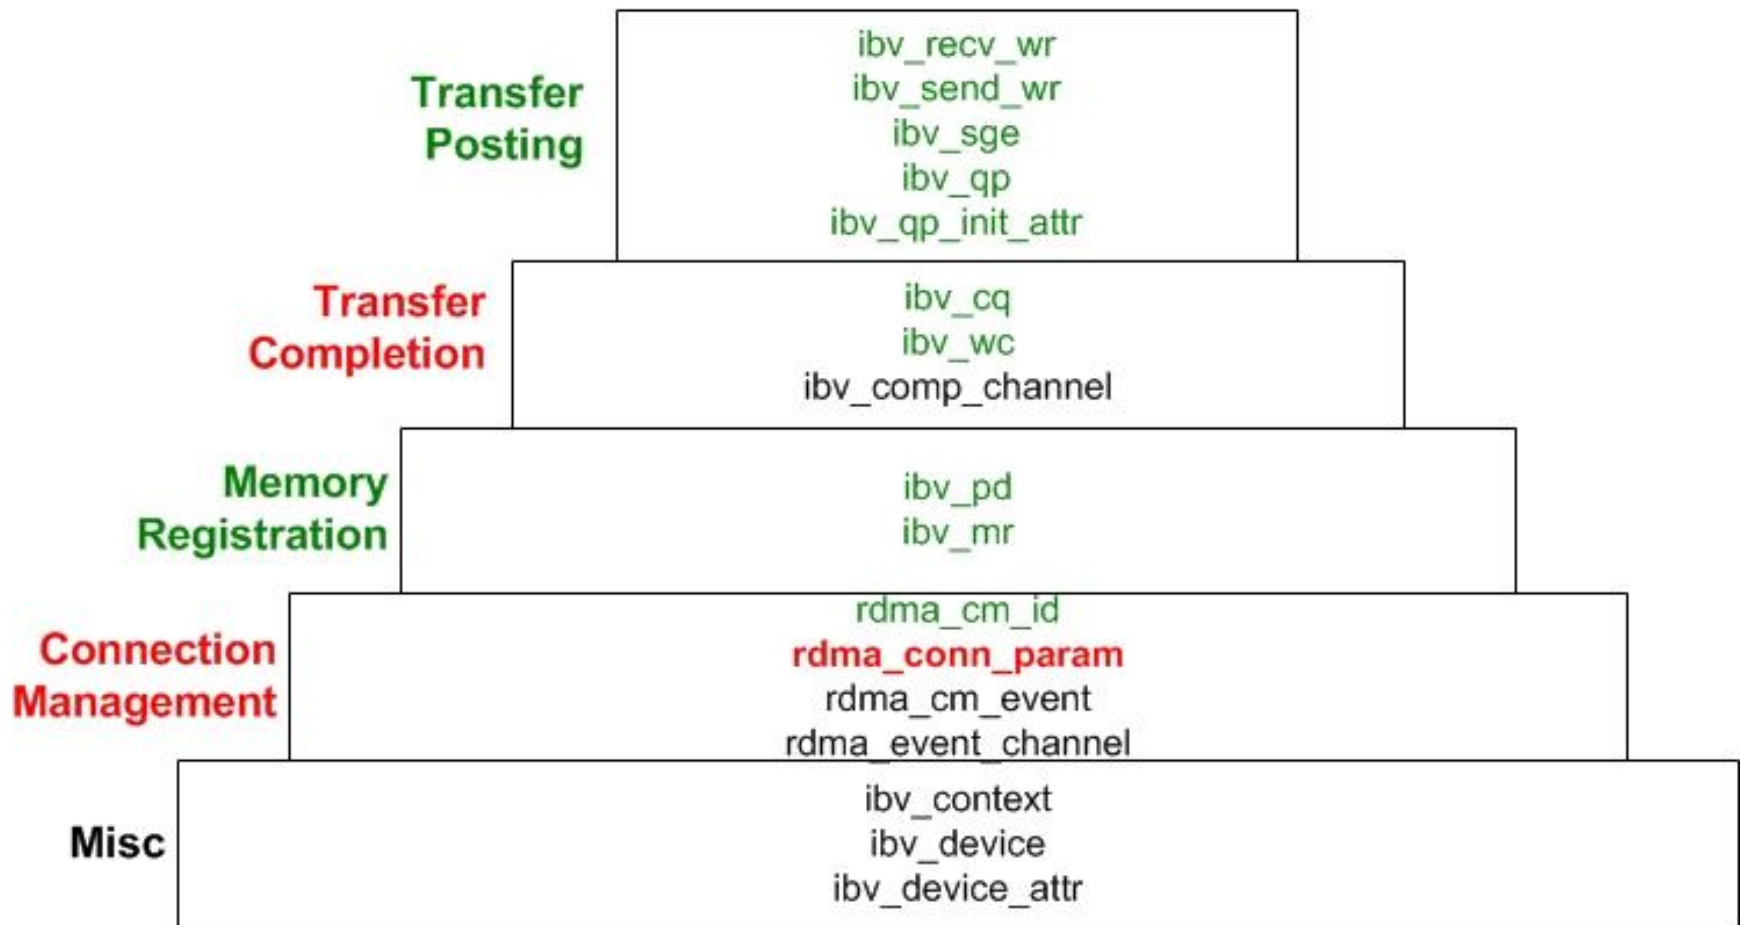 Transfer
Posting
ibv_recv_wr
ibv_send_wr
ibv_sge
ibv_qp
ibv_qp_init_attr
Transfer
Completion
ibv_cq
ibv_wc
ibv_comp_channel
Memory
Registration
ibv_pd
ibv_mr
Connection
Management
rdma_cm_id
rdma_conn_param
rdma_cm_event
rdma_event_channel
Misc
ibv_context
ibv_device
ibv_device_attr